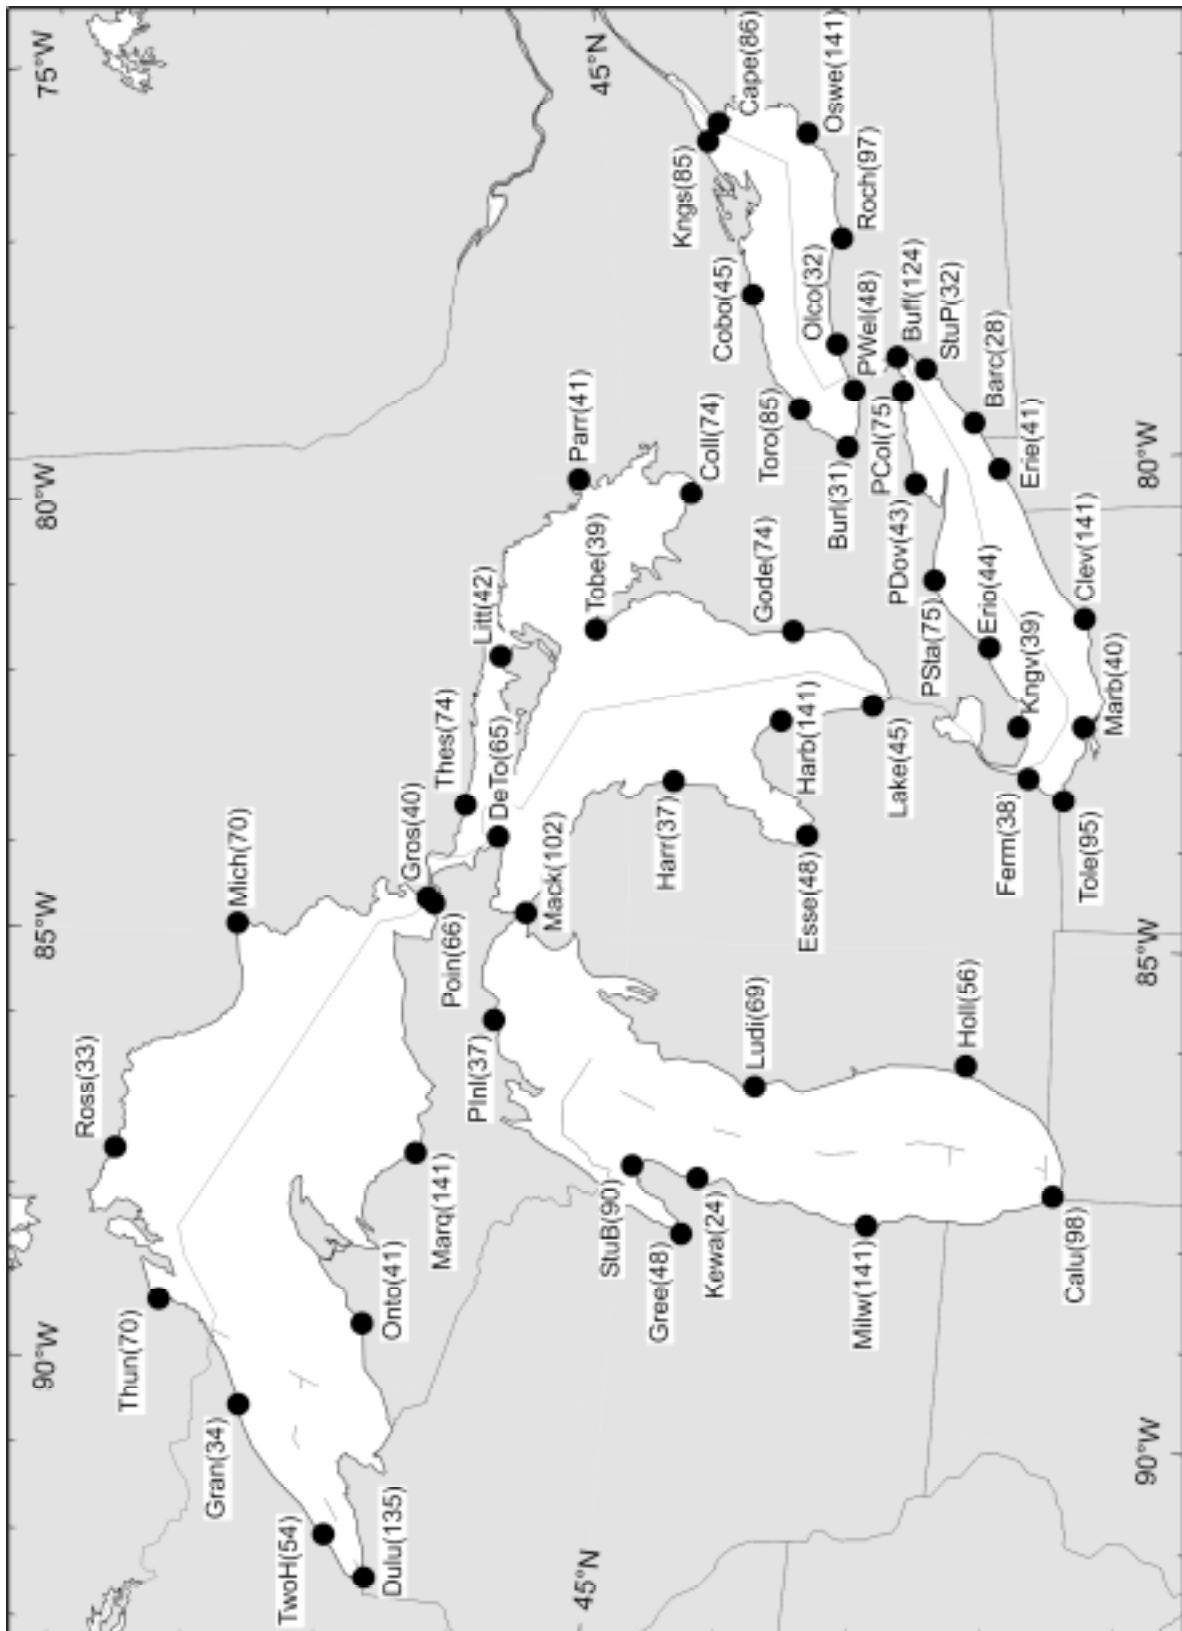 90°W
85°W
80°W
75°W
Ross(33)
Thun(70)
Mich(70)
Gran(34)
TwoH(54)
Dulu(135)
Onto(41)
Marq(141)
Poin(66)
Gros(40)
Thes(74)
DeTo(65)
Litt(42)
Parr(41)
PInl(37)
Mack(102)
Tobe(39)
Coll(74)
45°N
45°N
StuB(90)
Gree(48)
Kewa(24)
Milw(141)
Calu(98)
Ludi(69)
Holl(56)
Harr(37)
Esse(48)
Harb(141)
Lake(45)
Gode(74)
Kngs(85)
Cape(86)
Cobo(45)
Toro(85)
Burl(31)
Olco(32)
PWel(48)
Roch(97)
Oswe(141)
PCol(75)
Buff(124)
StuP(32)
Barc(28)
Erie(41)
PDov(43)
PSta(75)
Erio(44)
Kngv(39)
Ferm(38)
Tole(95)
Marb(40)
Clev(141)
90°W
85°W
80°W